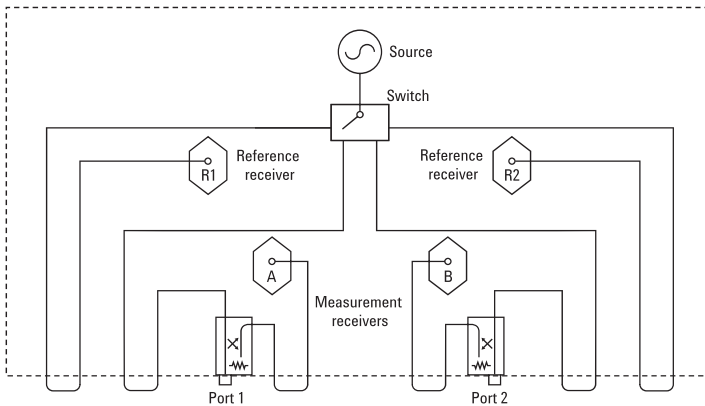 Source
Switch
Reference
receiver
R1
Reference
receiver
R2
A
B
Measurement
receivers
Port 1
Port 2